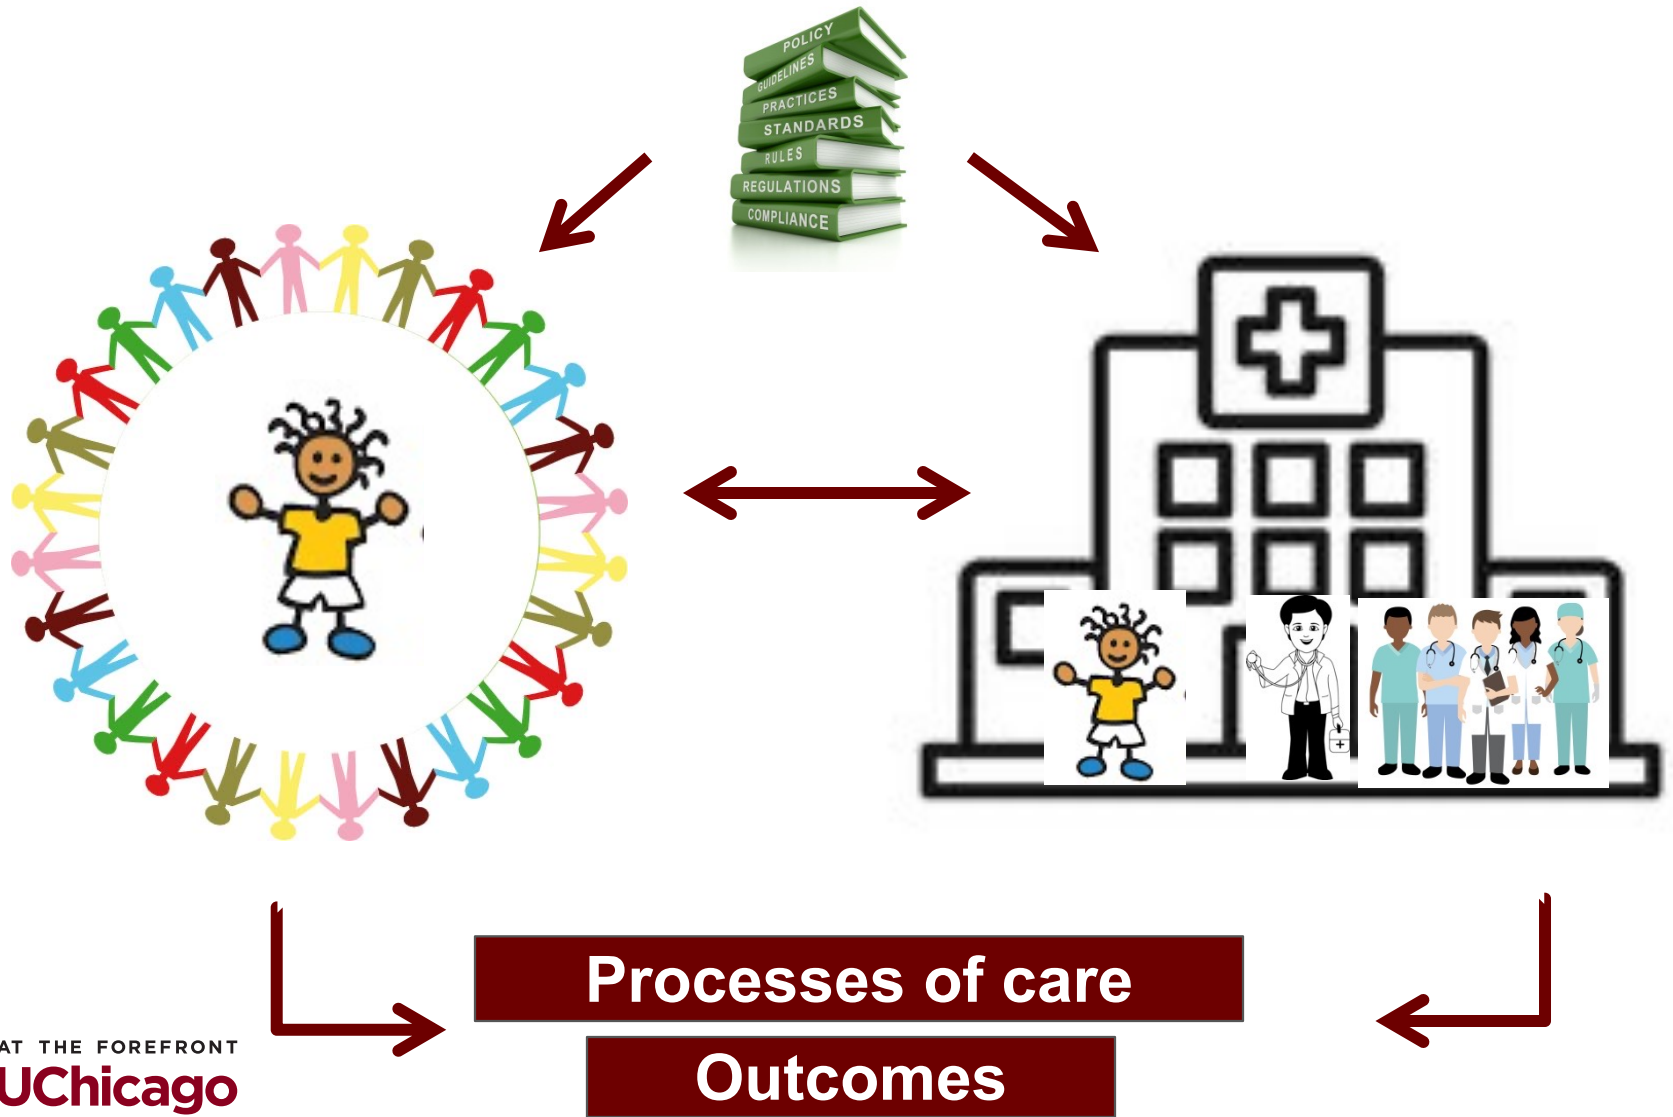 POLICY
GUIDELINES
PRACTICES
STANDARDS
RULES
REGULATIONS
COMPLIANCE
Processes of care
Outcomes
AT THE FOREFRONT
UChicago